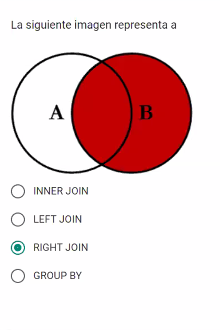 La siguiente imagen representa a
A B
INNER JOIN
LEFT JOIN
RIGHT JOIN
GROUP BY